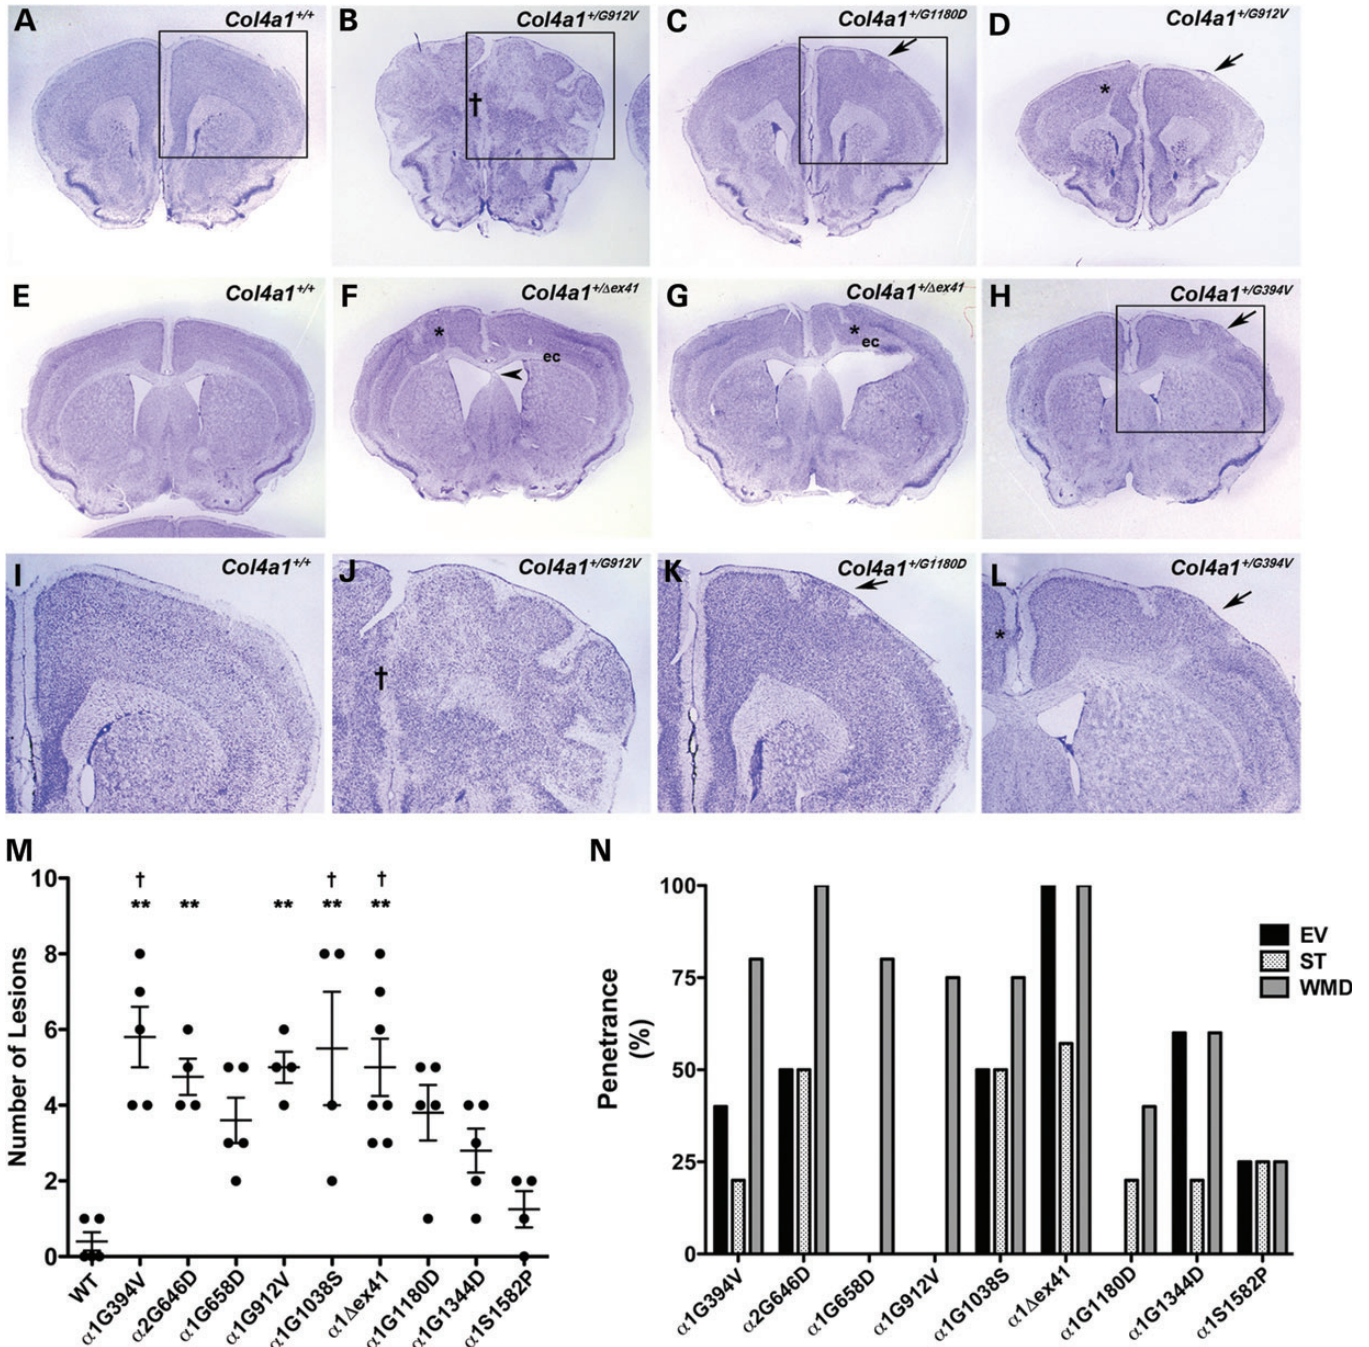 A Col4a1+/+
B Col4a1+/G912V
C Col4a1+/G1180D
D Col4a1+/G912V
†
*
E Col4a1+/+
F Col4a1+/Δex41
G Col4a1+/Δex41
H Col4a1+/G394V
*
ec
*
ec
I Col4a1+/+
J Col4a1+/G912V
K Col4a1+/G1180D
L Col4a1+/G394V
†
*
M
Number of Lesions
10
8
6
4
2
0
†
**
**
**
†
**
†
**
WT
α1G394V
α2G646D
α1G658D
α1G912V
α1G1038S
α1Δex41
α1G1180D
α1G1344D
α1S1582P
N
Penetrance
(%)
100
75
50
25
0
EV
ST
WMD
α1G394V
α2G646D
α1G658D
α1G912V
α1G1038S
α1Δex41
α1G1180D
α1G1344D
α1S1582P